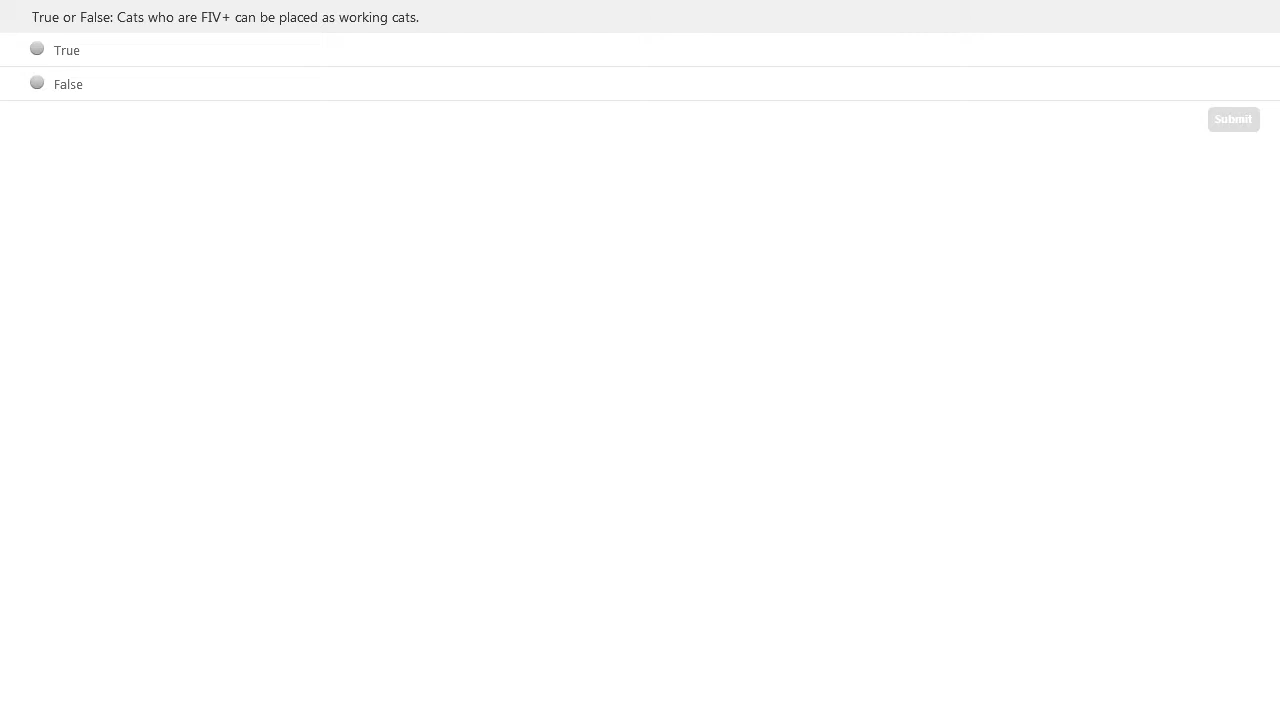 True or False: Cats who are FIV+ can be placed as working cats.
True
False
Submit